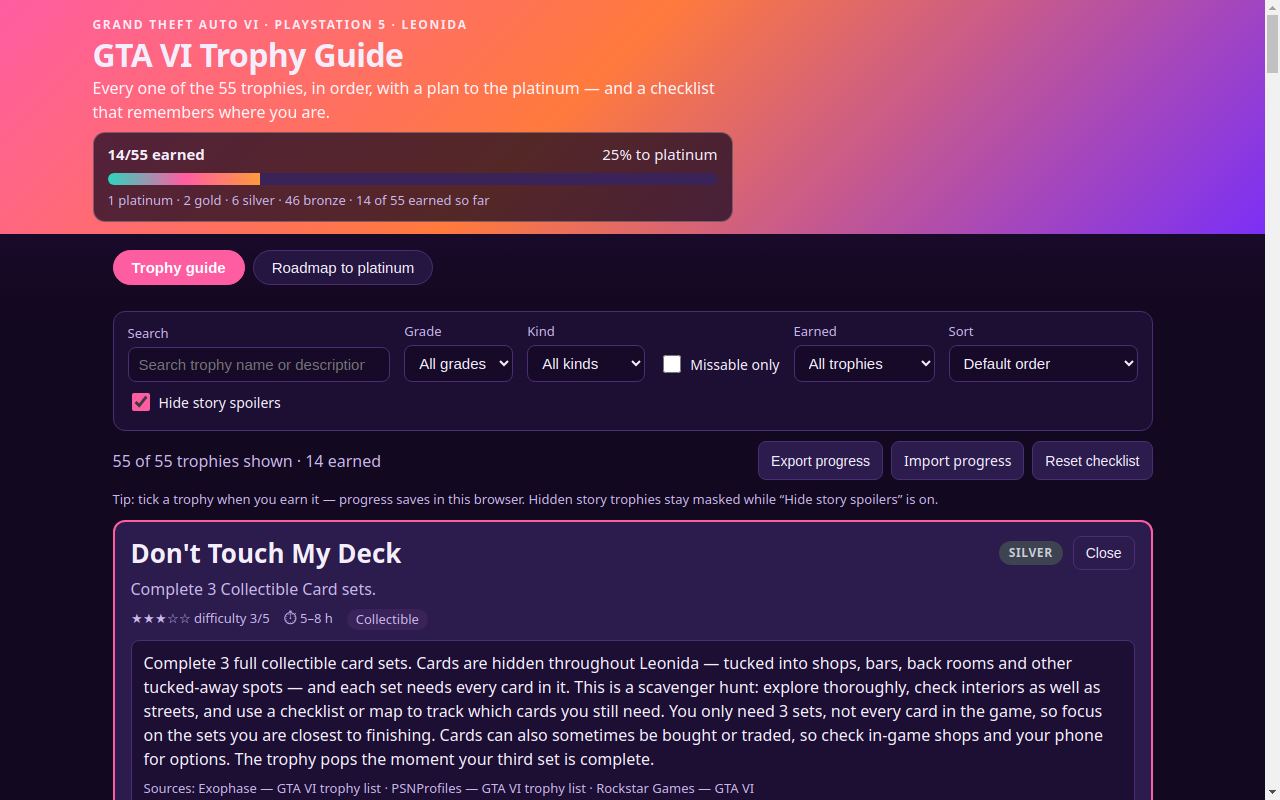 GRAND THEFT AUTO VI · PLAYSTATION 5 · LEONIDA
GTA VI Trophy Guide
Every one of the 55 trophies, in order, with a plan to the platinum — and a checklist
that remembers where you are.
14/55 earned
25% to platinum
1 platinum · 2 gold · 6 silver · 46 bronze · 14 of 55 earned so far
Trophy guide
Roadmap to platinum
Search
Grade
Kind
Earned
Sort
Search trophy name or description
All grades
All kinds
Missable only
All trophies
Default order
Hide story spoilers
55 of 55 trophies shown · 14 earned
Export progress
Import progress
Reset checklist
Tip: tick a trophy when you earn it — progress saves in this browser. Hidden story trophies stay masked while “Hide story spoilers” is on.
Don't Touch My Deck
SILVER
Close
Complete 3 Collectible Card sets.
★★★☆☆ difficulty 3/5
⏱ 5–8 h
Collectible
Complete 3 full collectible card sets. Cards are hidden throughout Leonida — tucked into shops, bars, back rooms and other
tucked-away spots — and each set needs every card in it. This is a scavenger hunt: explore thoroughly, check interiors as well as
streets, and use a checklist or map to track which cards you still need. You only need 3 sets, not every card in the game, so focus
on the sets you are closest to finishing. Cards can also sometimes be bought or traded, so check in-game shops and your phone
for options. The trophy pops the moment your third set is complete.
Sources: Exophase — GTA VI trophy list · PSNProfiles — GTA VI trophy list · Rockstar Games — GTA VI